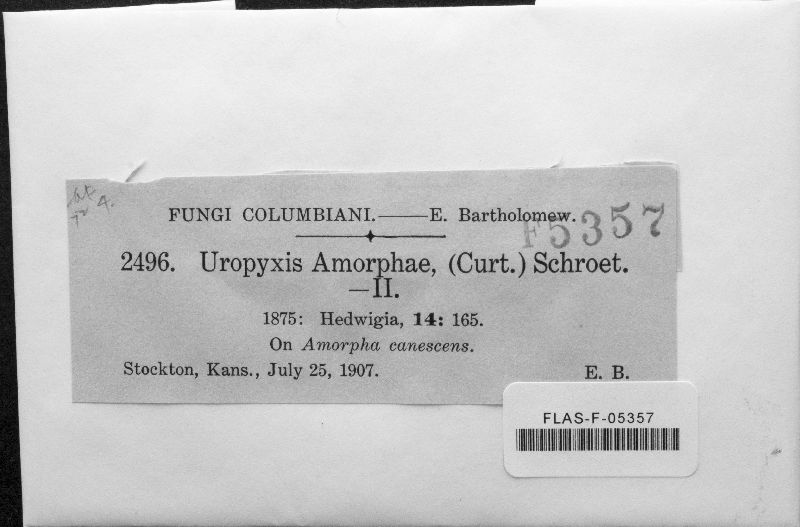 FUNGI COLUMBIANI.——E. Bartholomew.
F5357
2496. Uropyxis Amorphae, (Curt.) Schroet.
—II.
1875: Hedwigia, 14: 165.
On Amorpha canescens.
Stockton, Kans., July 25, 1907. E. B.
FLAS-F-05357